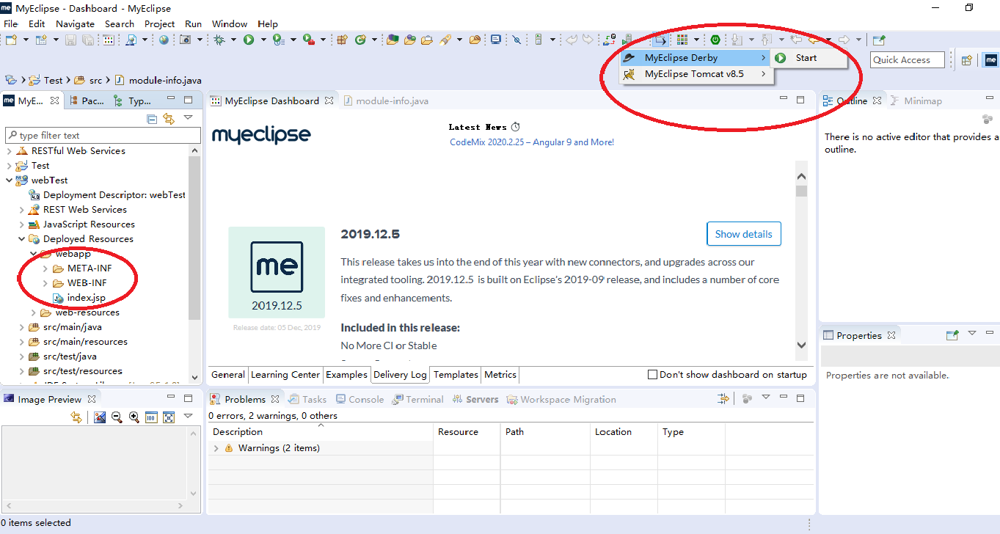 MyEclipse - Dashboard - MyEclipse
File Edit Navigate Search Project Run Window Help
MyEclipse Derby
Start
MyEclipse Tomcat v8.5
Quick Access
me
Test
src
module-info.java
me MyE...
Pac...
Typ...
type filter text
RESTful Web Services
Test
webTest
Deployment Descriptor: webTest
REST Web Services
JavaScript Resources
Deployed Resources
webapp
META-INF
WEB-INF
index.jsp
web-resources
src/main/java
src/main/resources
src/test/java
src/test/resources
MyEclipse Dashboard
module-info.java
myeclipse
Latest News
CodeMix 2020.2.25 – Angular 9 and More!
me
2019.12.5
Release date: 05 Dec, 2019
2019.12.5
Show details
This release takes us into the end of this year with new connectors, and upgrades across our
integrated tooling. 2019.12.5 is built on Eclipse's 2019-09 release, and includes a number of core
fixes and enhancements.
Included in this release:
No More CI or Stable
General Learning Center Examples Delivery Log Templates Metrics
Don't show dashboard on startup
Outline
Minimap
There is no active editor that provides a
outline.
Properties
Properties are not available.
Image Preview
Problems
Tasks
Console
Terminal
Servers
Workspace Migration
0 errors, 2 warnings, 0 others
Description Resource Path Location Type
Warnings (2 items)
0 items selected